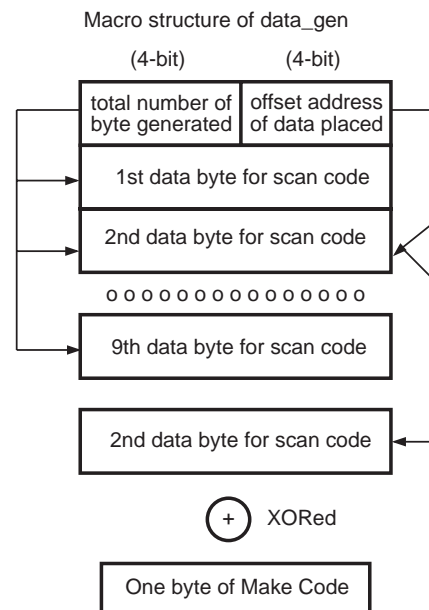 Macro structure of data_gen
(4-bit) (4-bit)
total number of
byte generated
offset address
of data placed
1st data byte for scan code
2nd data byte for scan code
o o o o o o o o o o o o o o o
9th data byte for scan code
2nd data byte for scan code
+ XORed
One byte of Make Code